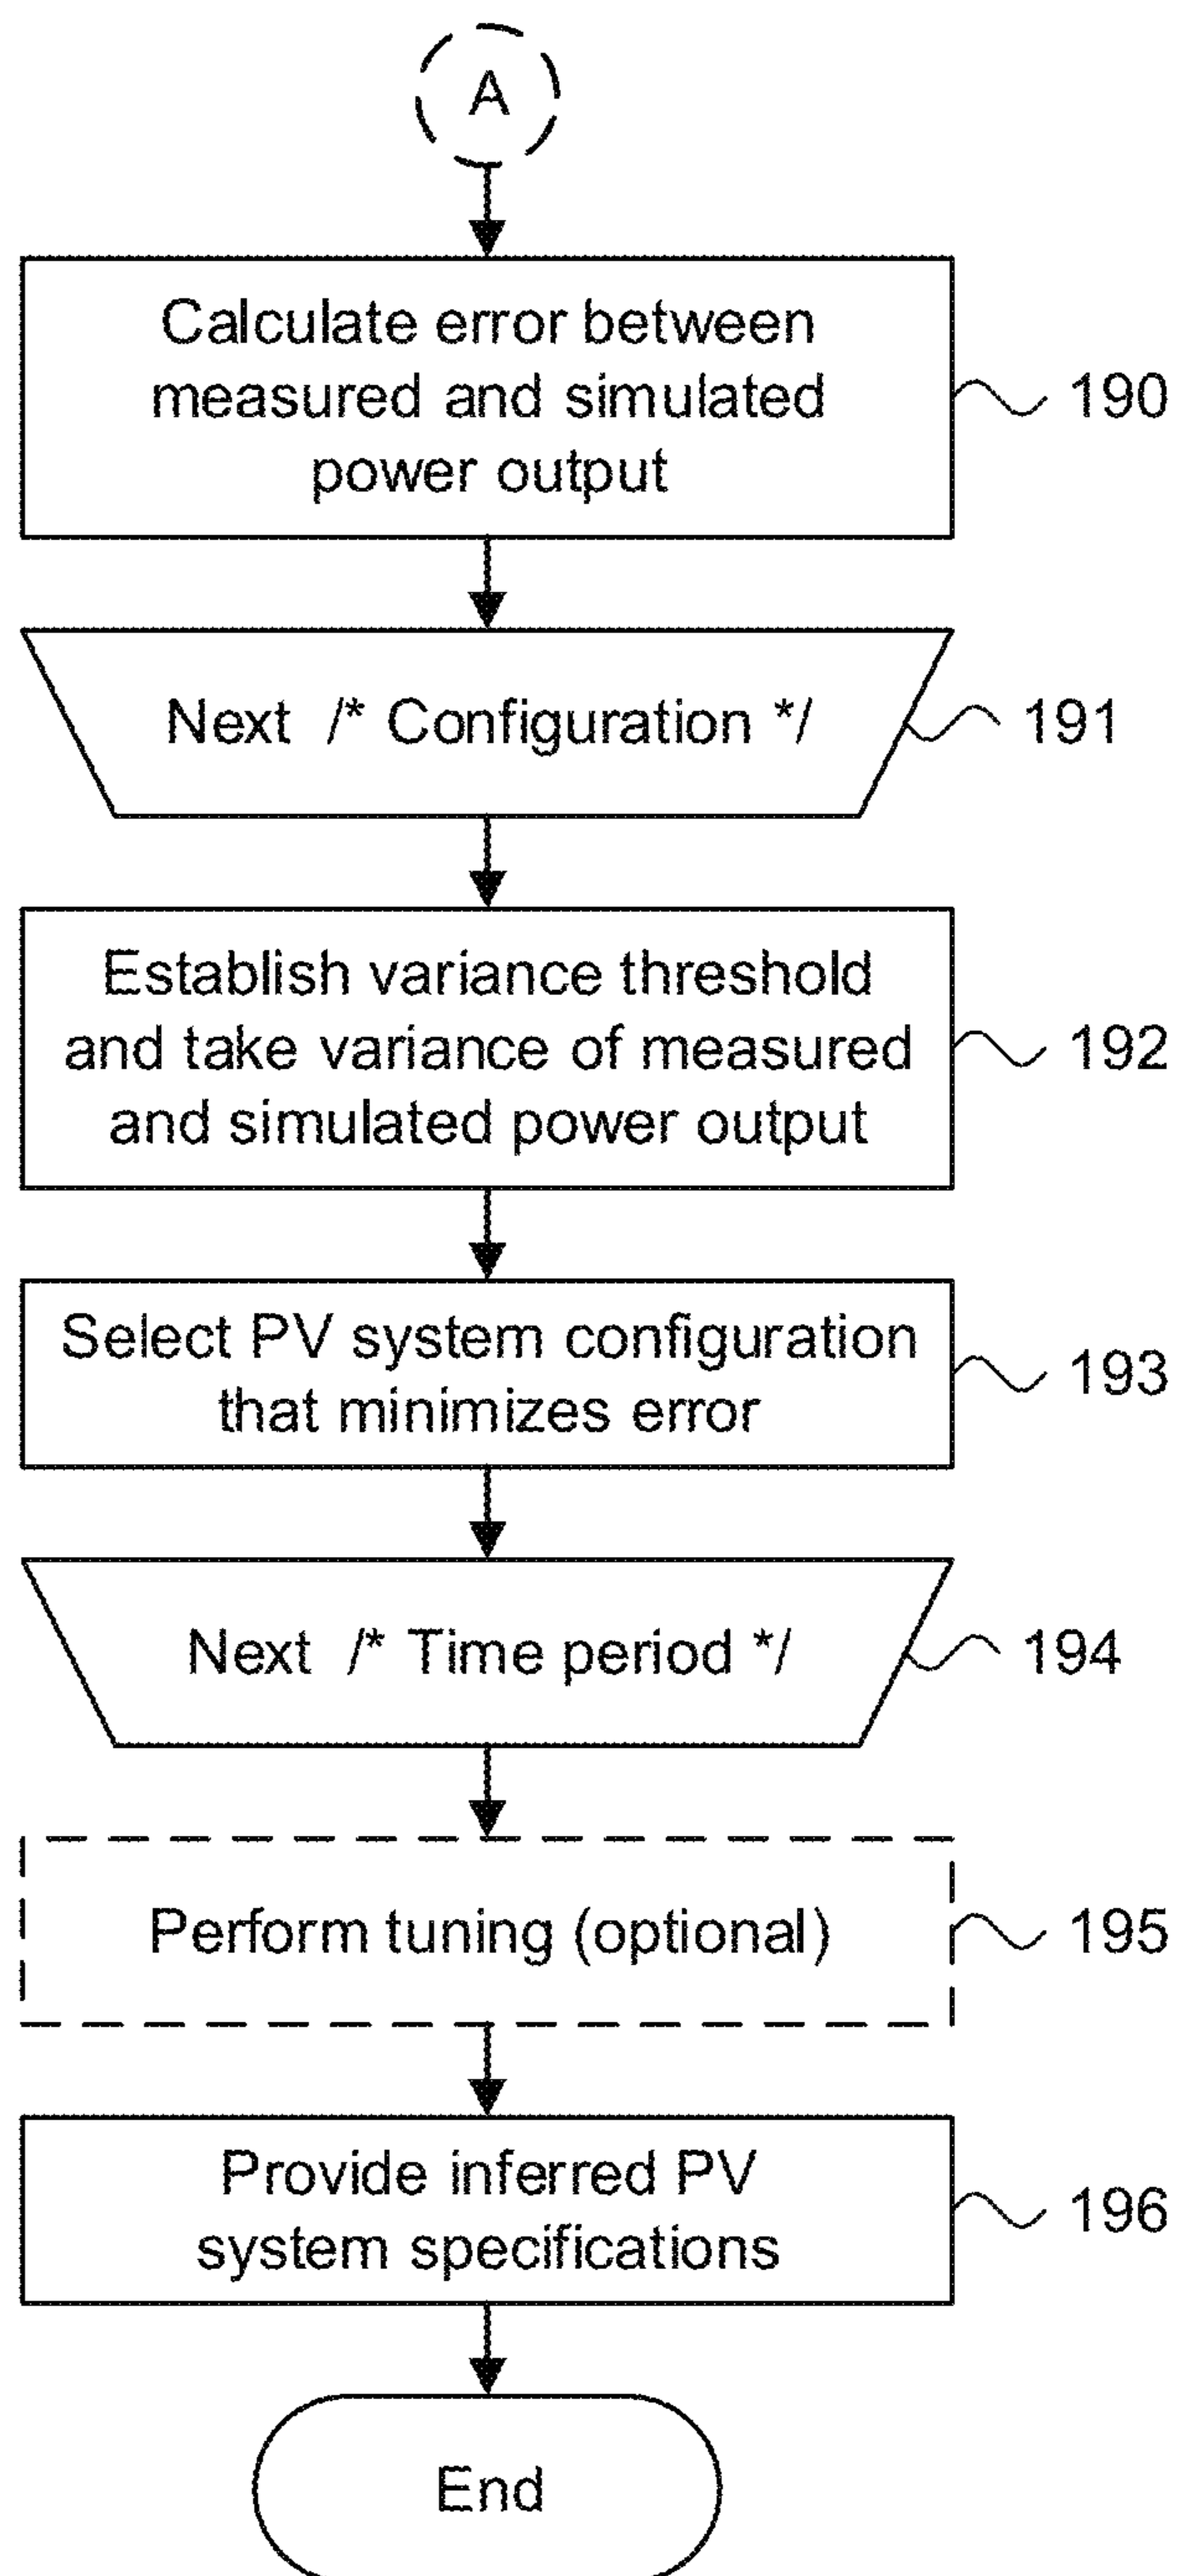 A
Calculate error between
measured and simulated
power output
190
Next /* Configuration */
191
Establish variance threshold
and take variance of measured
and simulated power output
192
Select PV system configuration
that minimizes error
193
Next /* Time period */
194
Perform tuning (optional)
195
Provide inferred PV
system specifications
196
End